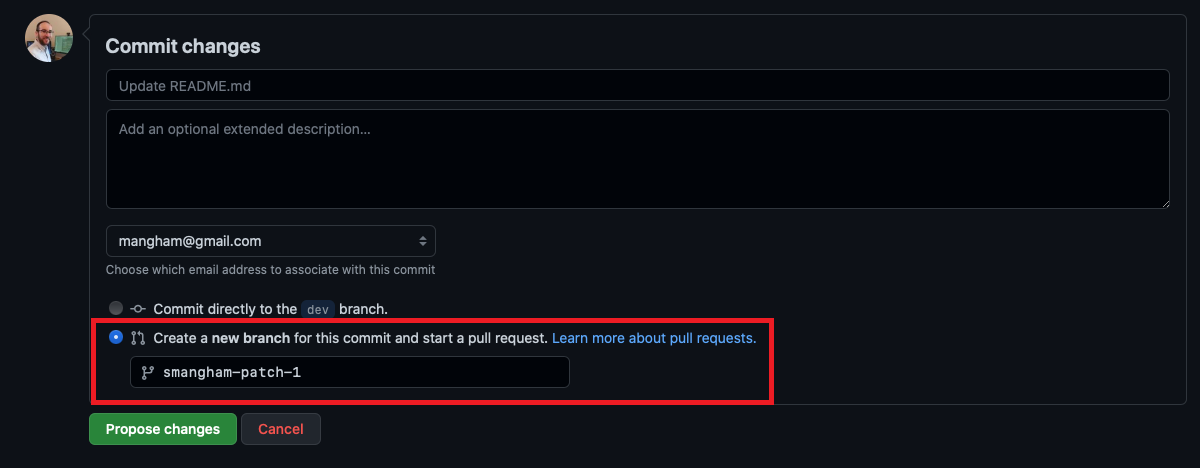 Commit changes
Update README.md
Add an optional extended description...
mangham@gmail.com
Choose which email address to associate with this commit
Commit directly to the dev branch.
Create a new branch for this commit and start a pull request. Learn more about pull requests.
smangham-patch-1
Propose changes Cancel